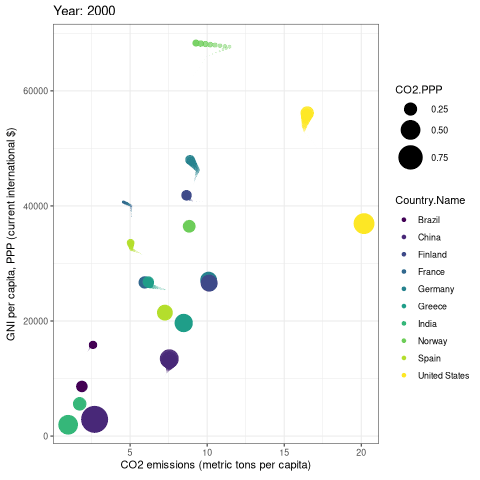 Year: 2000
GNI per capita, PPP (current international $)
60000
40000
20000
0
5
10
15
20
CO2 emissions (metric tons per capita)
CO2.PPP
0.25
0.50
0.75
Country.Name
Brazil
China
Finland
France
Germany
Greece
India
Norway
Spain
United States